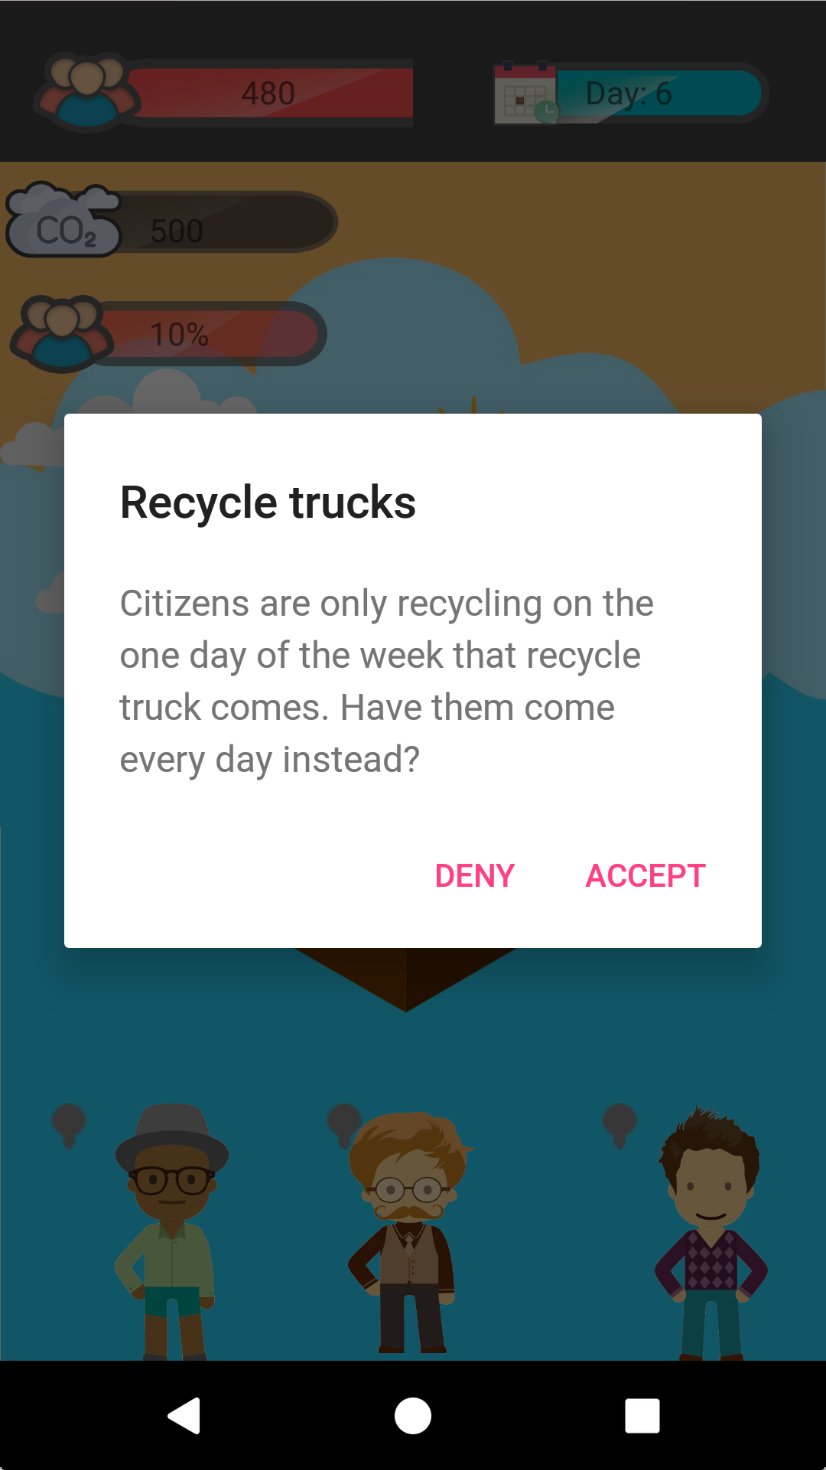 480
Day: 6
CO₂
500
10%
Recycle trucks
Citizens are only recycling on the
one day of the week that recycle
truck comes. Have them come
every day instead?
DENY ACCEPT